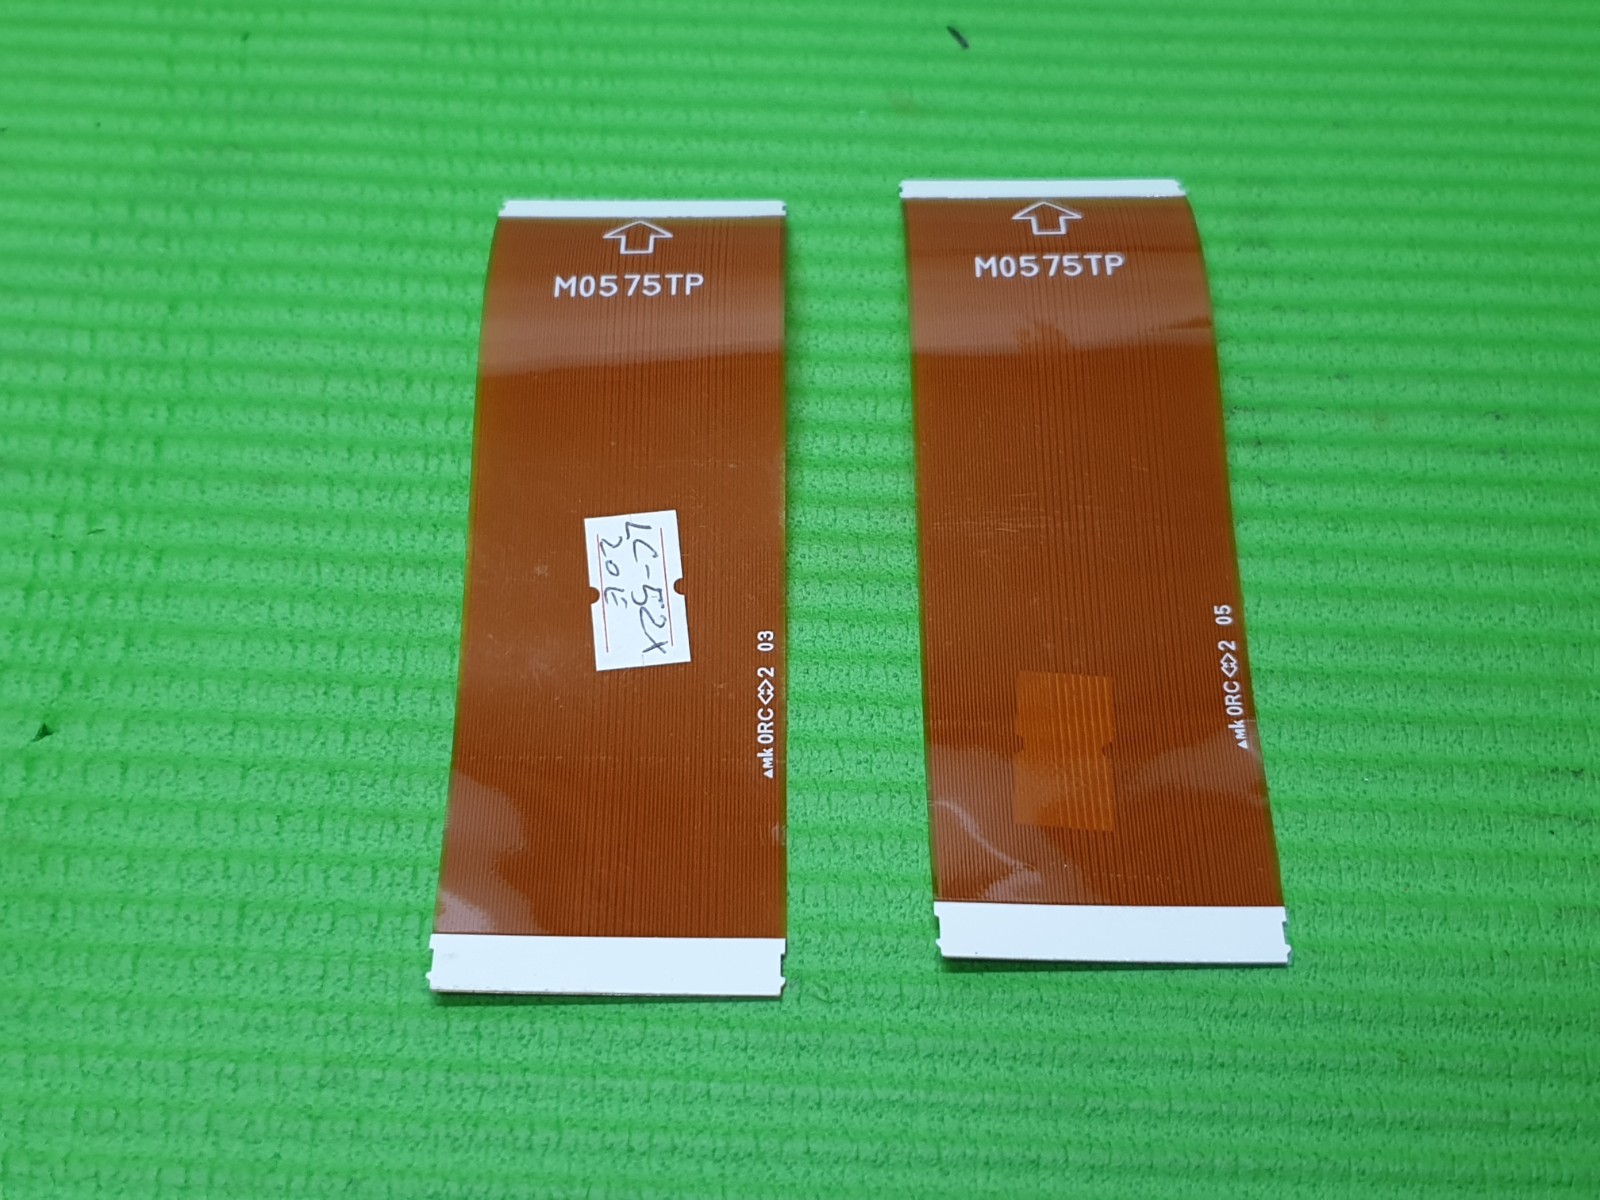 M0575TP
LC-52X
20E
▲Mk 0RC<>2 03
M0575TP
▲Mk 0RC<>2 05